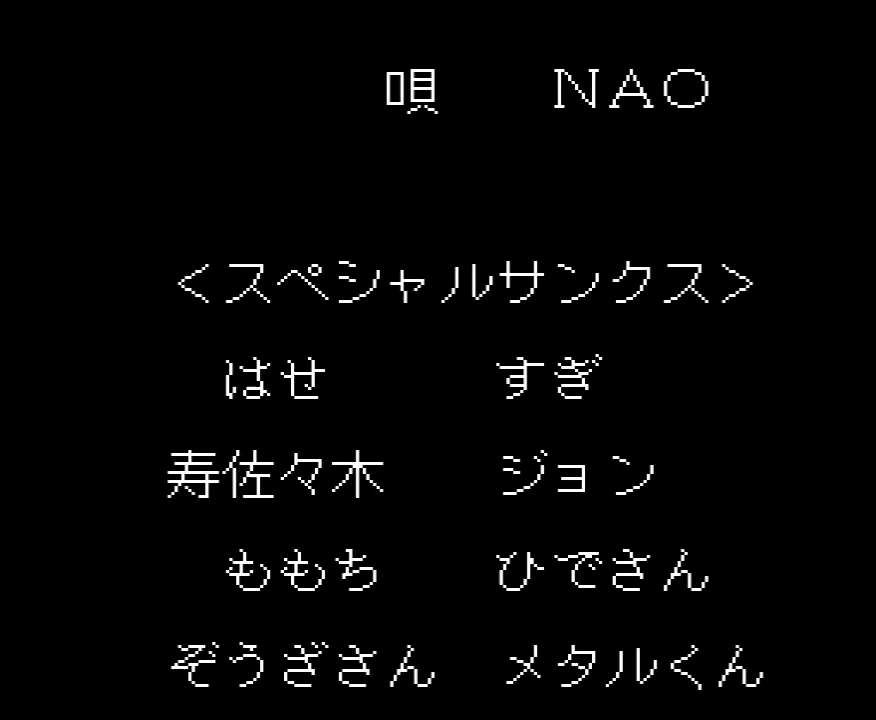 唄 NAO
<スペシャルサンクス>
はせ すぎ
寿佐々木 ジョン
ももち ひでさん
ぞうざさん メタルくん